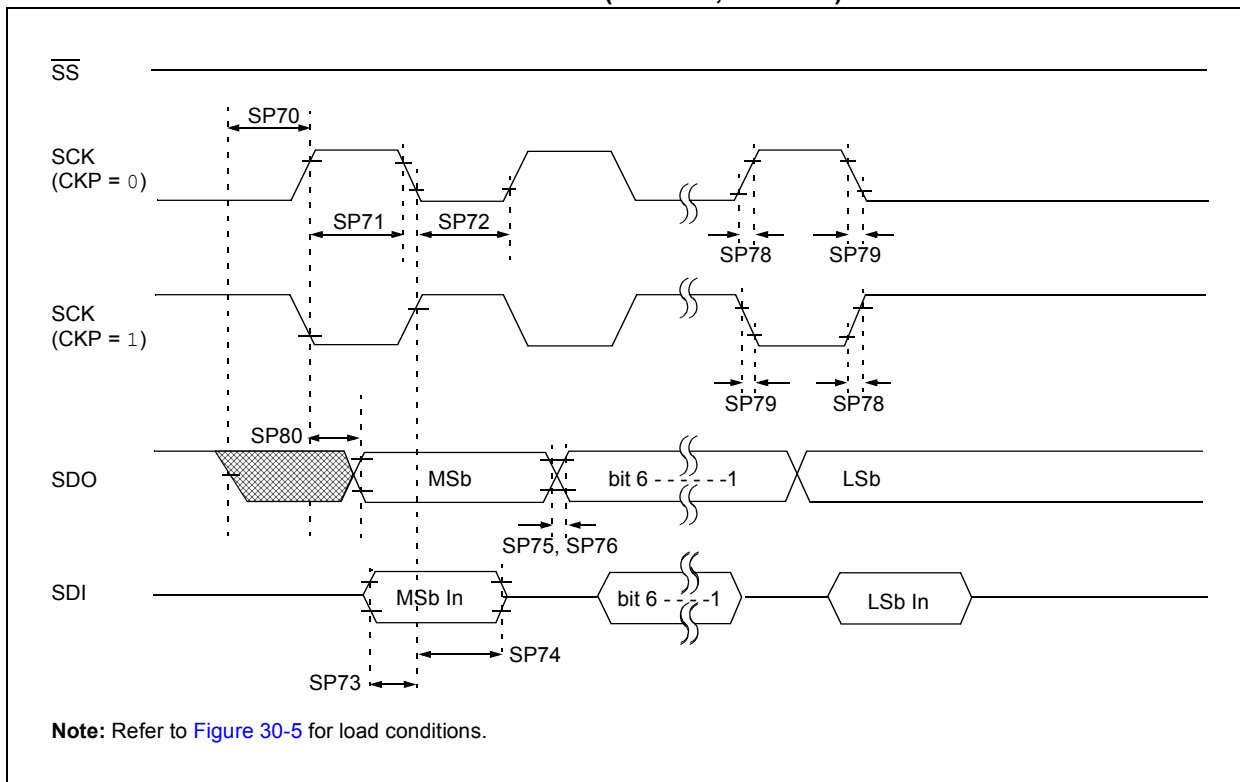 SS
SP70
SCK
(CKP = 0)
SP71
SP72
SP78
SP79
SCK
(CKP = 1)
SP79
SP78
SP80
SDO
MSb
bit 6 - - - - - -1
LSb
SP75, SP76
SDI
MSb In
bit 6 - - - - -1
LSb In
SP74
SP73
Note: Refer to Figure 30-5 for load conditions.